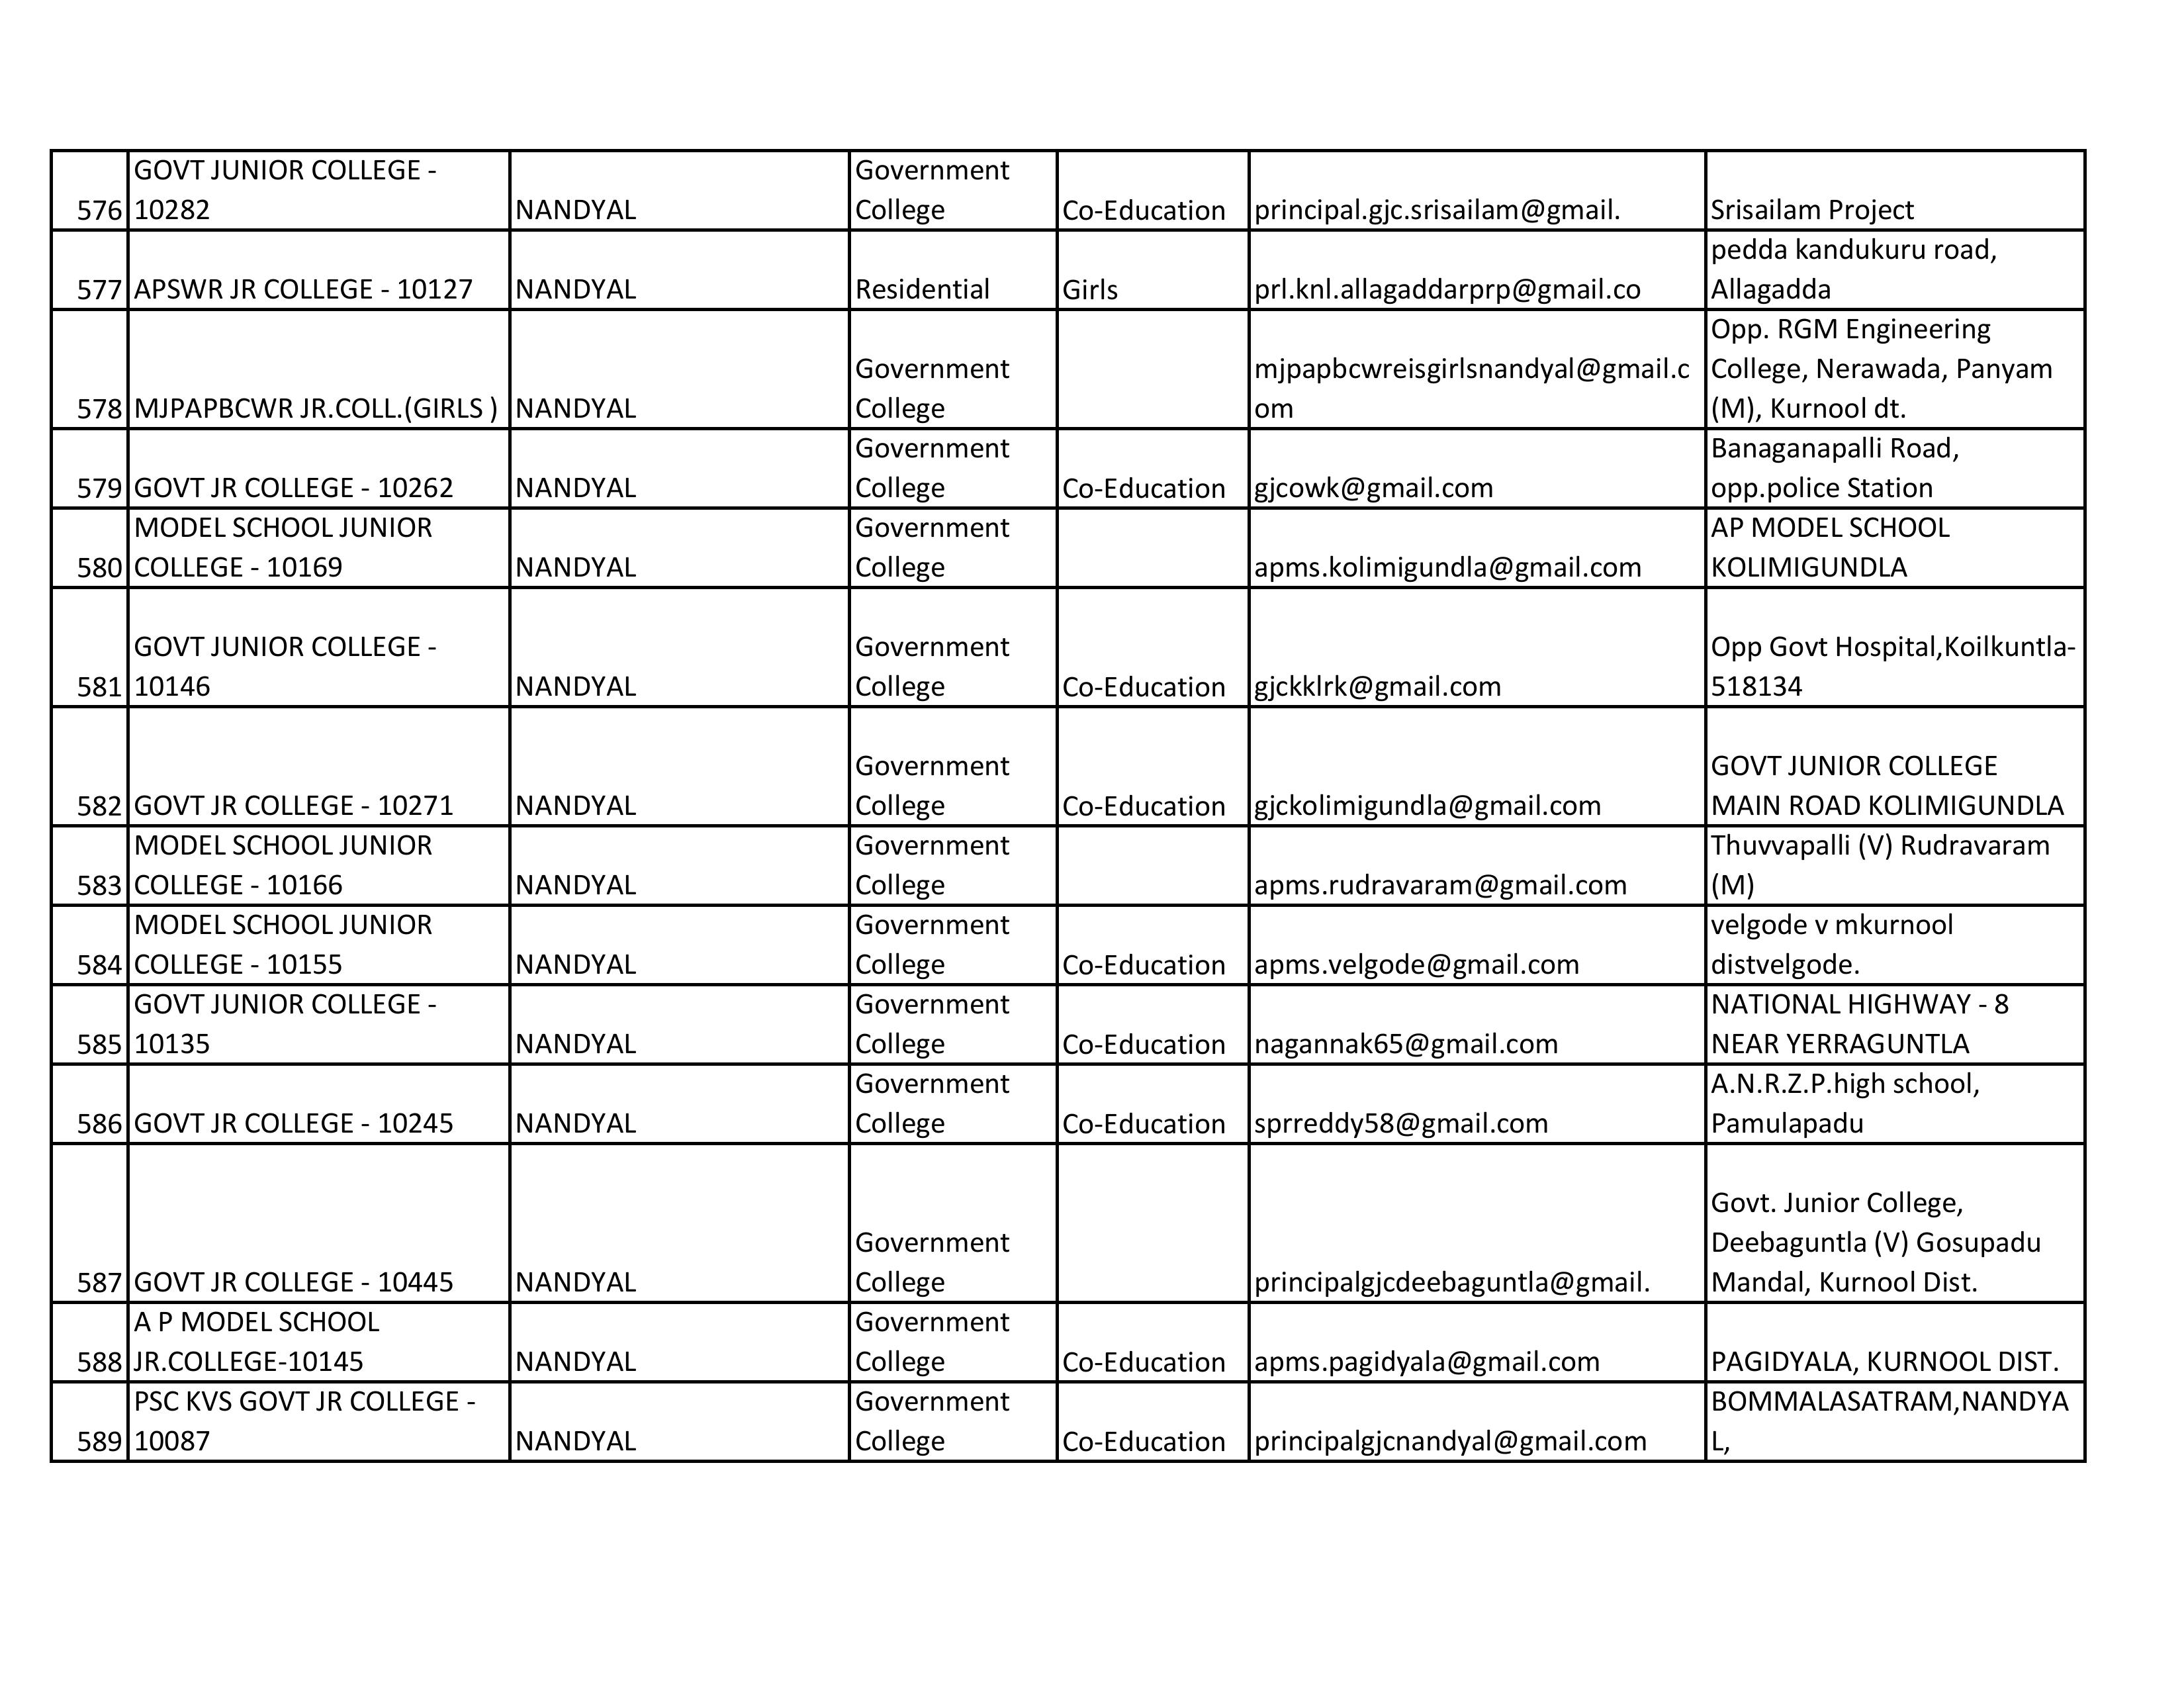 576 GOVT JUNIOR COLLEGE - 10282 NANDYAL Government College Co-Education principal.gjc.srisailam@gmail. Srisailam Project
577 APSWR JR COLLEGE - 10127 NANDYAL Residential Girls prl.knl.allagaddarprp@gmail.co pedda kandukuru road, Allagadda
578 MJPAPBCWR JR.COLL.(GIRLS ) NANDYAL Government College mjpapbcwreisgirlsnandyal@gmail.com Opp. RGM Engineering College, Nerawada, Panyam (M), Kurnool dt.
579 GOVT JR COLLEGE - 10262 NANDYAL Government College Co-Education gjcowk@gmail.com Banaganapalli Road, opp.police Station
580 MODEL SCHOOL JUNIOR COLLEGE - 10169 NANDYAL Government College apms.kolimigundla@gmail.com AP MODEL SCHOOL KOLIMIGUNDLA
581 GOVT JUNIOR COLLEGE - 10146 NANDYAL Government College Co-Education gjckklrk@gmail.com Opp Govt Hospital,Koilkuntla-518134
582 GOVT JR COLLEGE - 10271 NANDYAL Government College Co-Education gjckolimigundla@gmail.com GOVT JUNIOR COLLEGE MAIN ROAD KOLIMIGUNDLA
583 MODEL SCHOOL JUNIOR COLLEGE - 10166 NANDYAL Government College apms.rudravaram@gmail.com Thuvvapalli (V) Rudravaram (M)
584 MODEL SCHOOL JUNIOR COLLEGE - 10155 NANDYAL Government College Co-Education apms.velgode@gmail.com velgode v mkurnool distvelgode.
585 GOVT JUNIOR COLLEGE - 10135 NANDYAL Government College Co-Education nagannak65@gmail.com NATIONAL HIGHWAY - 8 NEAR YERRAGUNTLA
586 GOVT JR COLLEGE - 10245 NANDYAL Government College Co-Education sprreddy58@gmail.com A.N.R.Z.P.high school, Pamulapadu
587 GOVT JR COLLEGE - 10445 NANDYAL Government College principalgjcdeebaguntla@gmail. Govt. Junior College, Deebaguntla (V) Gosupadu Mandal, Kurnool Dist.
588 A P MODEL SCHOOL JR.COLLEGE-10145 NANDYAL Government College Co-Education apms.pagidyala@gmail.com PAGIDYALA, KURNOOL DIST.
589 PSC KVS GOVT JR COLLEGE - 10087 NANDYAL Government College Co-Education principalgjcnandyal@gmail.com BOMMALASATRAM,NANDYAL,